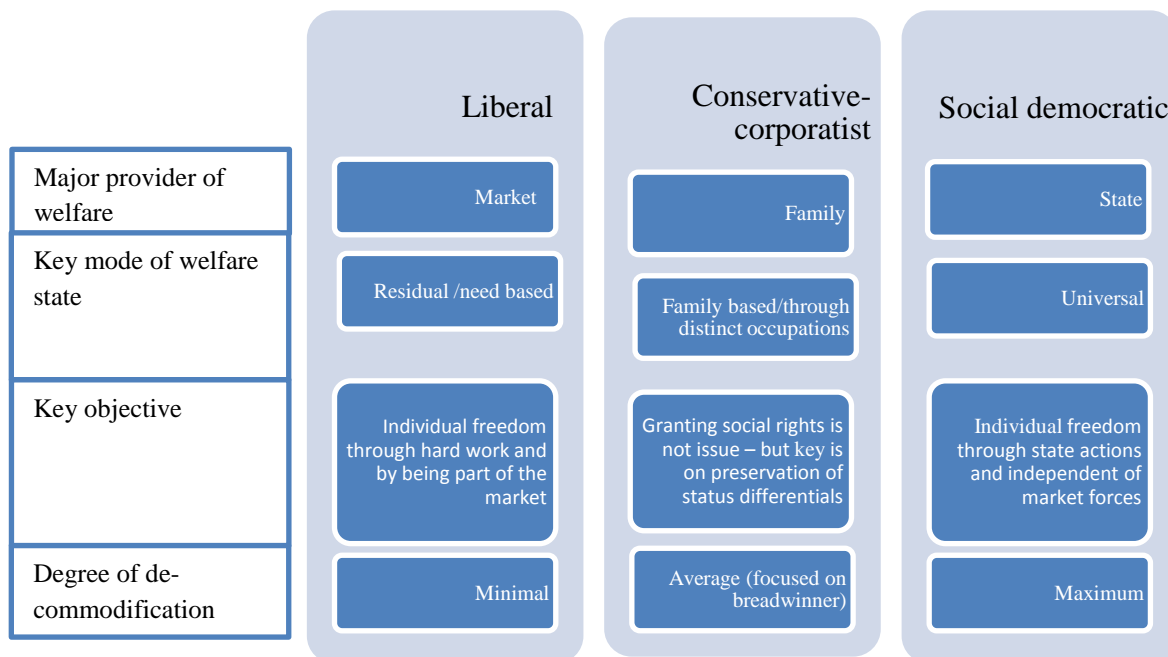 Liberal
Conservative-
corporatist
Social democratic
Major provider of
welfare
Market
Family
State
Key mode of welfare
state
Residual /need based
Family based/through
distinct occupations
Universal
Key objective
Individual freedom
through hard work and
by being part of the
market
Granting social rights is
not issue – but key is
on preservation of
status differentials
Individual freedom
through state actions
and independent of
market forces
Degree of de-
commodification
Minimal
Average (focused on
breadwinner)
Maximum